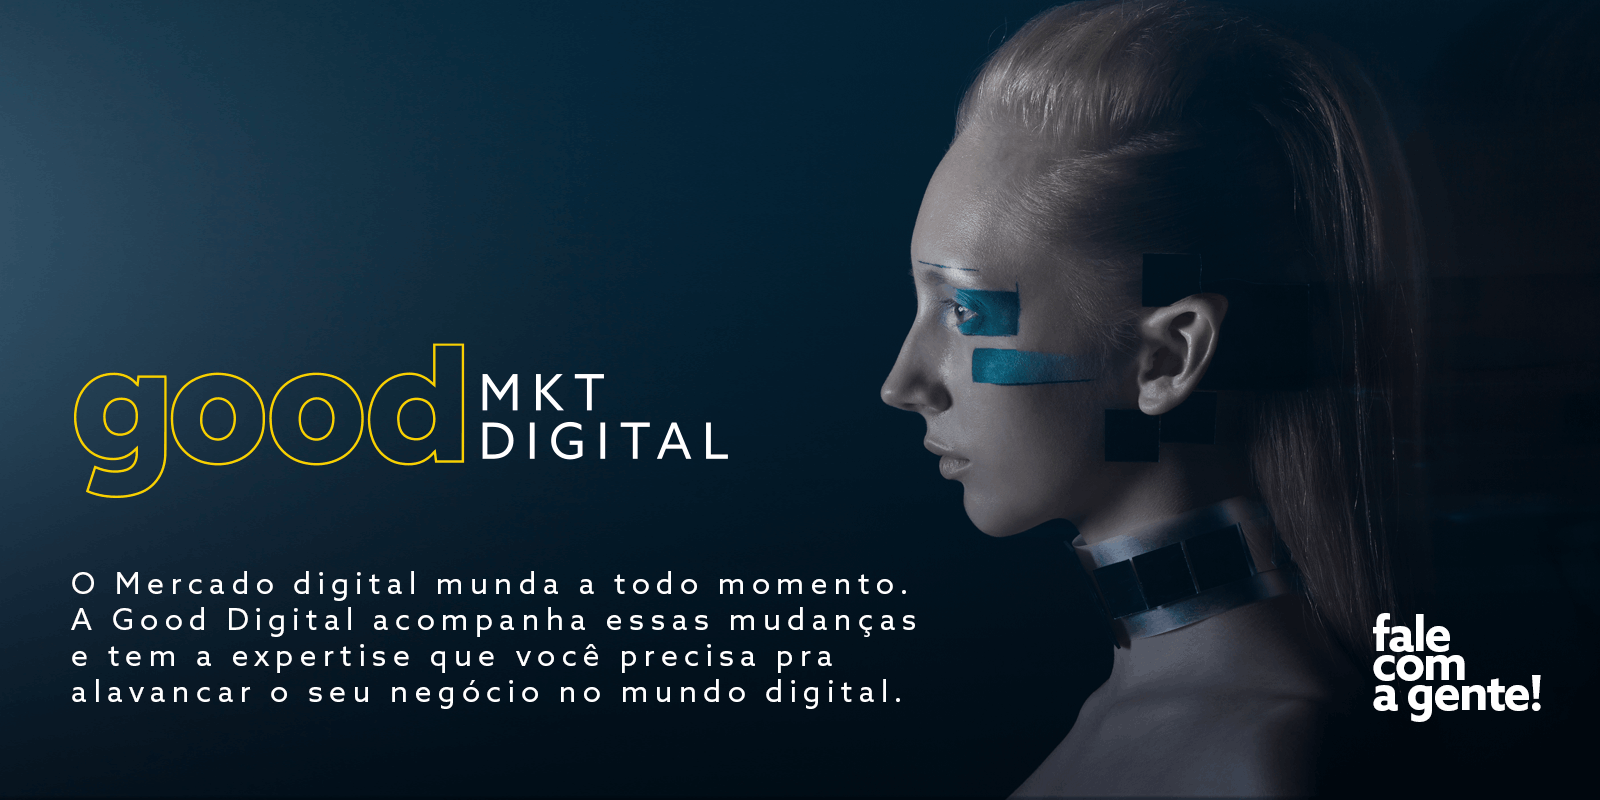 good MKT
DIGITAL
O Mercado digital munda a todo momento.
A Good Digital acompanha essas mudanças
e tem a expertise que você precisa pra
alavancar o seu negócio no mundo digital.
fale
com
a gente!